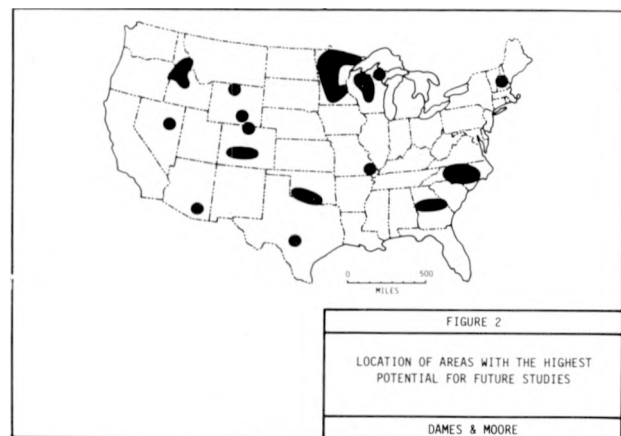 0
500
MILES
FIGURE 2
LOCATION OF AREAS WITH THE HIGHEST
POTENTIAL FOR FUTURE STUDIES
DAMES & MOORE